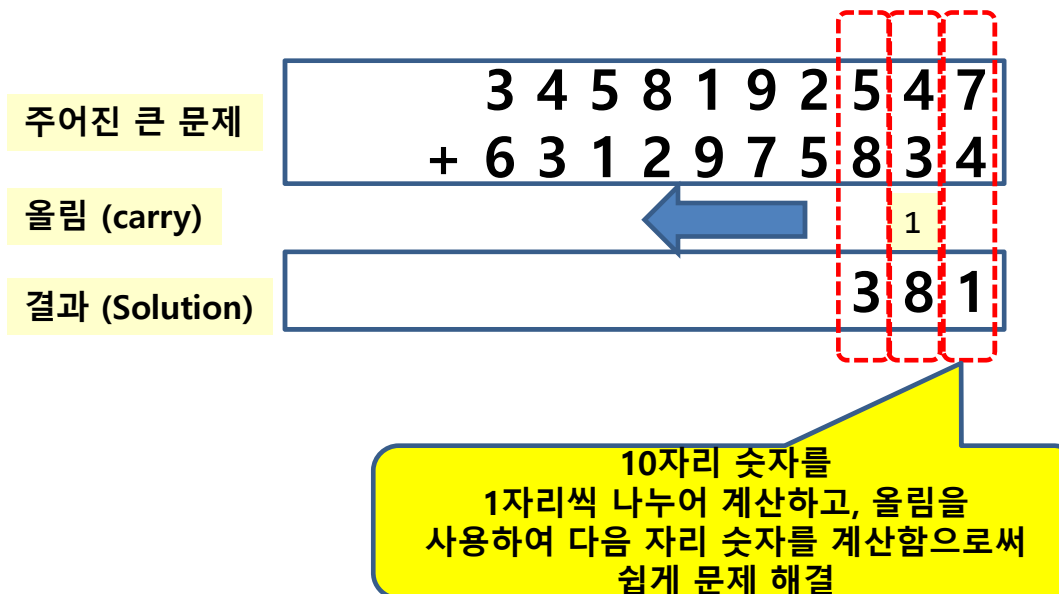 주어진 큰 문제
3 4 5 8 1 9 2 5 4 7
+ 6 3 1 2 9 7 5 8 3 4
올림 (carry)
1
결과 (Solution)
3 8 1
10자리 숫자를
1자리씩 나누어 계산하고, 올림을
사용하여 다음 자리 숫자를 계산함으로써
쉽게 문제 해결